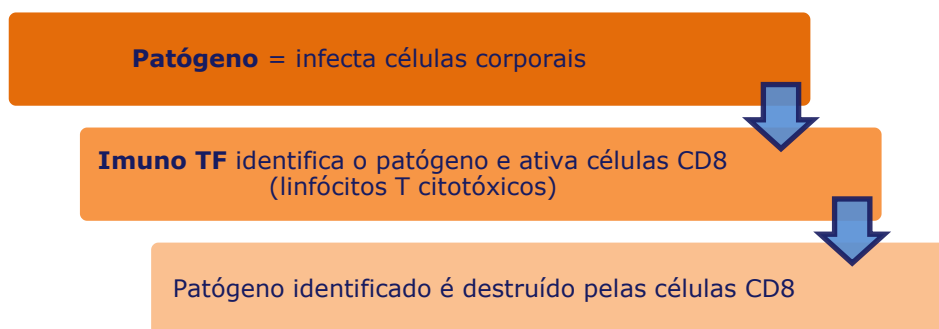 Patógeno = infecta células corporais
Imuno TF identifica o patógeno e ativa células CD8
(linfócitos T citotóxicos)
Patógeno identificado é destruído pelas células CD8